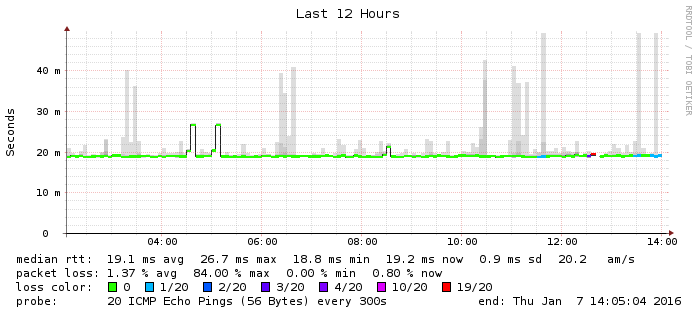 Last 12 Hours
RRDTOOL / TOBI OETIKER
Seconds
40 m
30 m
20 m
10 m
0
04:00 06:00 08:00 10:00 12:00 14:00
median rtt: 19.1 ms avg 26.7 ms max 18.8 ms min 19.2 ms now 0.9 ms sd 20.2 am/s
packet loss: 1.37 % avg 84.00 % max 0.00 % min 0.80 % now
loss color: 0 1/20 2/20 3/20 4/20 10/20 19/20
probe: 20 ICMP Echo Pings (56 Bytes) every 300s end: Thu Jan 7 14:05:04 2016